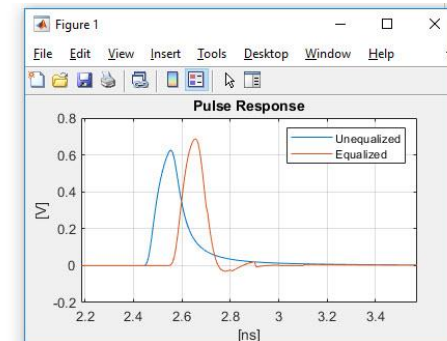 Figure 1
File Edit View Insert Tools Desktop Window Help
Pulse Response
0.8
0.6
0.4
0.2
0
-0.2
[V]
Unequalized
Equalized
2.2 2.4 2.6 2.8 3 3.2 3.4
[ns]